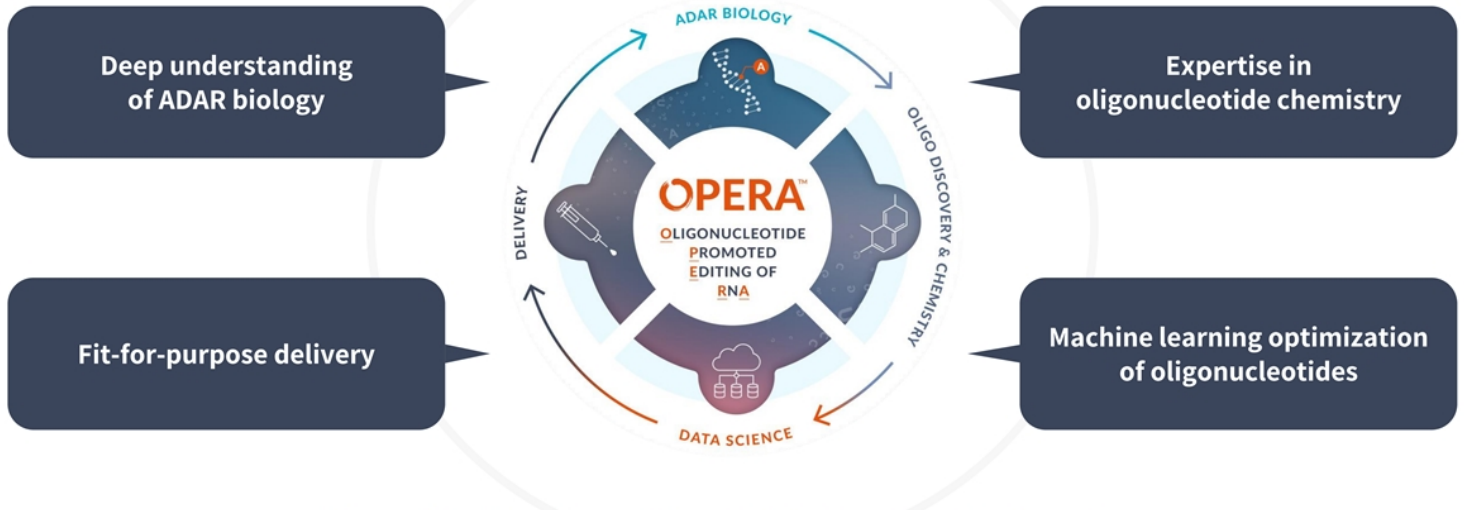 Deep understanding
of ADAR biology
Fit-for-purpose delivery
ADAR BIOLOGY
A
OLIGO DISCOVERY & CHEMISTRY
DATA SCIENCE
DELIVERY
OPERA™
OLIGONUCLEOTIDE
PROMOTED
EDITING OF
RNA
Expertise in
oligonucleotide chemistry
Machine learning optimization
of oligonucleotides